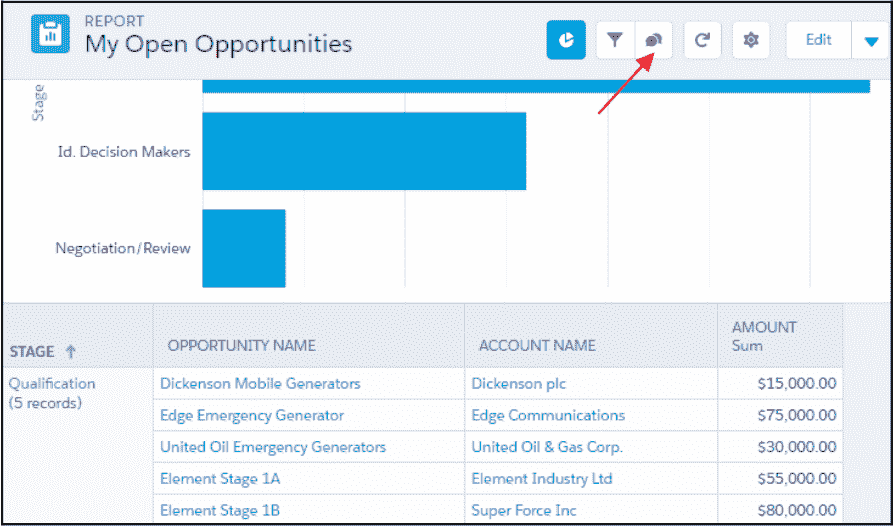 REPORT
My Open Opportunities
Edit
Stage
Id. Decision Makers
Negotiation/Review
STAGE ↑ OPPORTUNITY NAME ACCOUNT NAME AMOUNT Sum
Qualification (5 records) Dickenson Mobile Generators Dickenson plc $15,000.00
Edge Emergency Generator Edge Communications $75,000.00
United Oil Emergency Generators United Oil & Gas Corp. $30,000.00
Element Stage 1A Element Industry Ltd $55,000.00
Element Stage 1B Super Force Inc $80,000.00